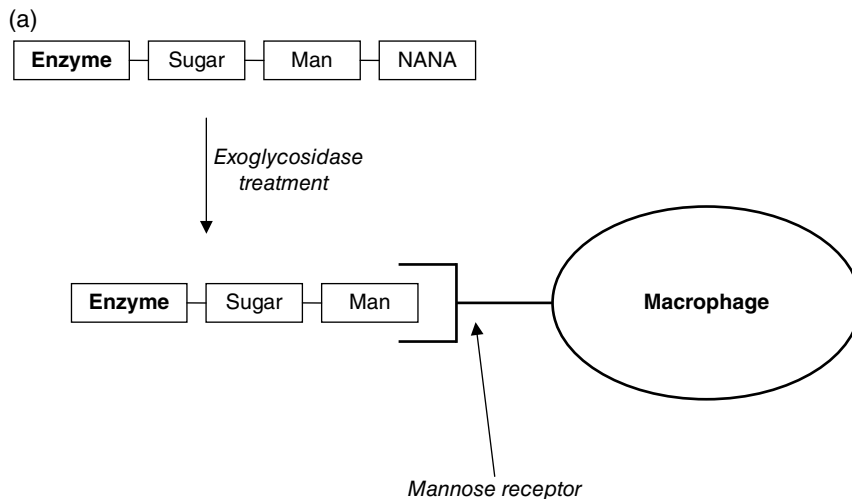 (a)
Enzyme Sugar Man NANA
Exoglycosidase
treatment
Enzyme Sugar Man
Macrophage
Mannose receptor